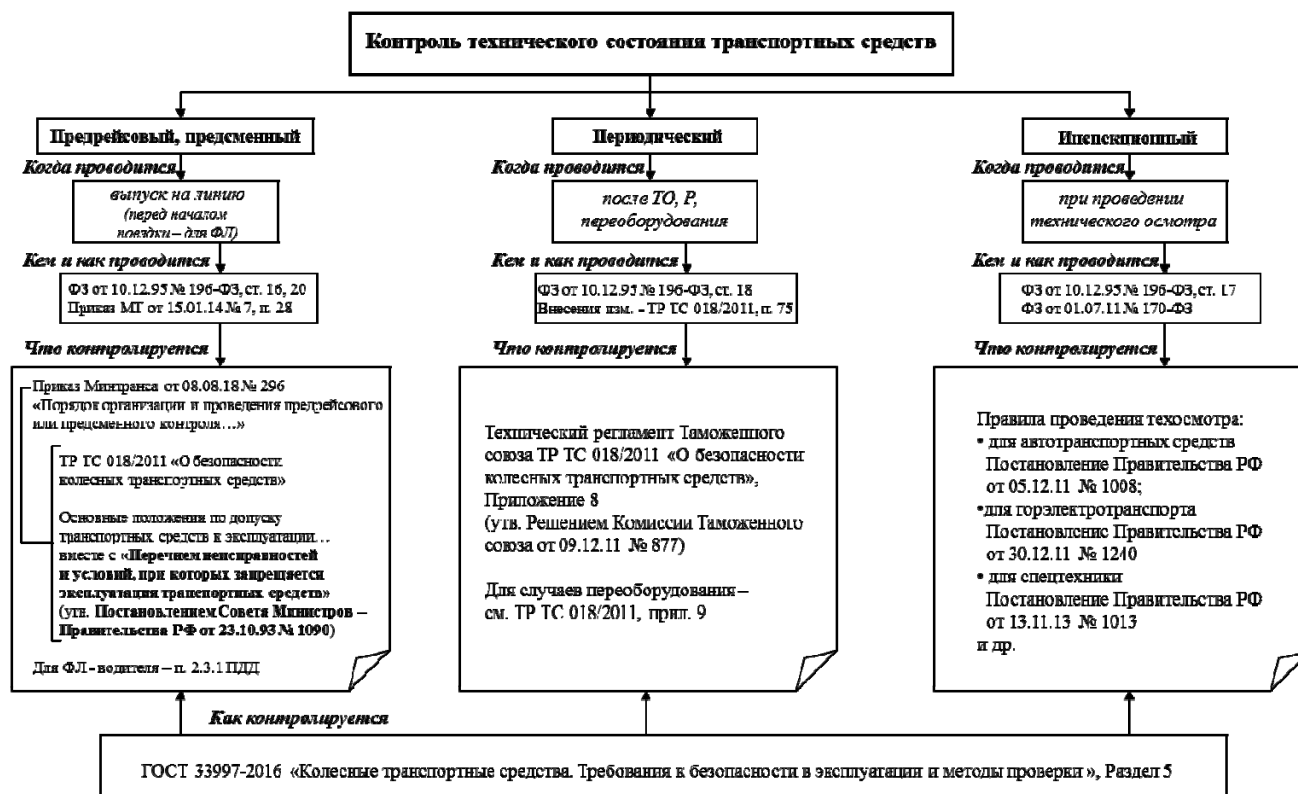 Контроль технического состояния транспортных средств
Предрейсовый, предсменный
Когда проводится
выпуск на линию
(перед началом
поездки – для ФЛ)
Кем и как проводится
ФЗ от 10.12.95 № 196-ФЗ, ст. 16, 20
Приказ МТ от 15.01.14 № 7, п. 28
Что контролируется
Приказ Минтранса от 08.08.18 № 296
«Порядок организации и проведения предрейсового
или предсменного контроля…»
ТР ТС 018/2011 «О безопасности
колесных транспортных средств»
Основные положения по допуску
транспортных средств к эксплуатации…
вместе с «Перечнем неисправностей
и условий, при которых запрещается
эксплуатация транспортных средств»
(утв. Постановлением Совета Министров –
Правительства РФ от 23.10.93 № 1090)
Для ФЛ - водителя – п. 2.3.1 ПДД
Периодический
Когда проводится
после ТО, Р,
переоборудования
Кем и как проводится
ФЗ от 10.12.95 № 196-ФЗ, ст. 18
Внесения изм. - ТР ТС 018/2011, п. 75
Что контролируется
Технический регламент Таможенного
союза ТР ТС 018/2011 «О безопасности
колесных транспортных средств»,
Приложение 8
(утв. Решением Комиссии Таможенного
союза от 09.12.11 № 877)
Для случаев переоборудования –
см. ТР ТС 018/2011, прил. 9
Инспекционный
Когда проводится
при проведении
технического осмотра
Кем и как проводится
ФЗ от 10.12.95 № 196-ФЗ, ст. 17
ФЗ от 01.07.11 № 170-ФЗ
Что контролируется
Правила проведения техосмотра:
• для автотранспортных средств
Постановление Правительства РФ
от 05.12.11 № 1008;
•для горэлектротранспорта
Постановление Правительства РФ
от 30.12.11 № 1240
• для спецтехники
Постановление Правительства РФ
от 13.11.13 № 1013
и др.
Как контролируется
ГОСТ 33997-2016 «Колесные транспортные средства. Требования к безопасности в эксплуатации и методы проверки», Раздел 5